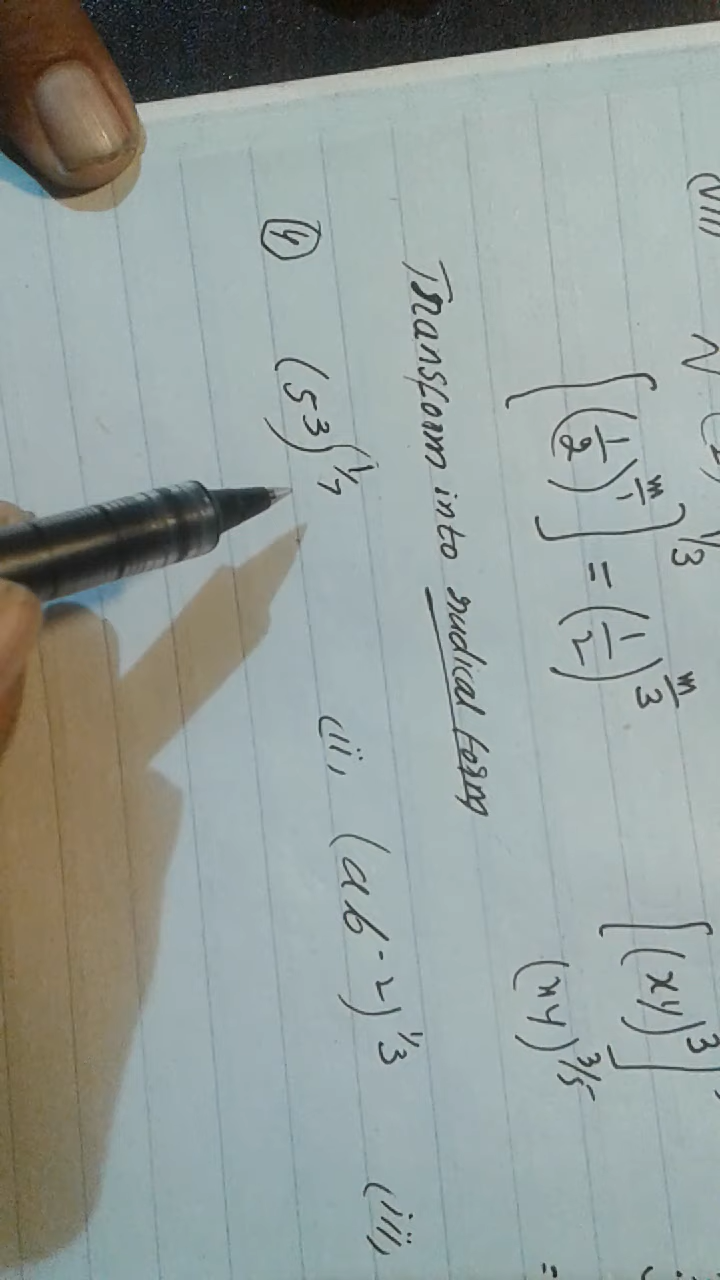 (VII)
[(1/2)^(m/1)]^(1/3) = (1/2)^(m/3)
[(xy)^3]
(xy)^(3/5)
Transform into radical form
(i) (5^3)^(1/7) (ii) (ab-2)^(1/3) (iii)